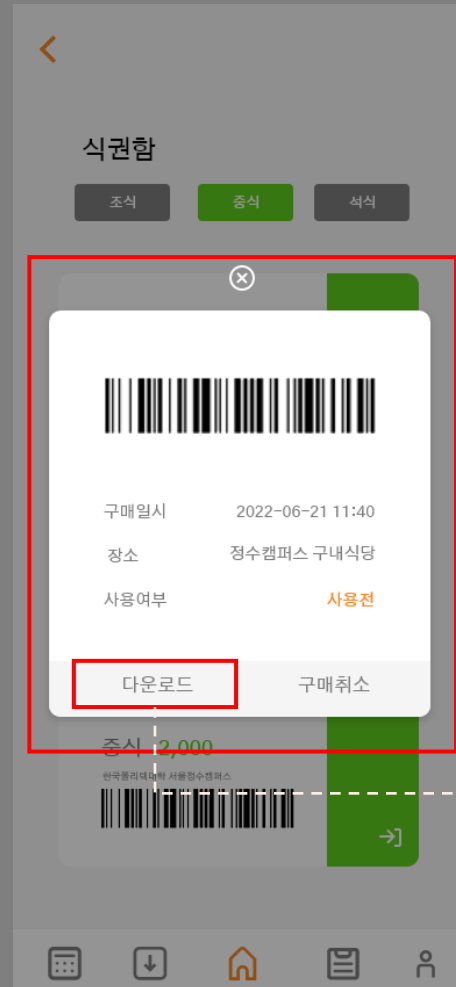 식권함
조식 중식 석식
구매일시 2022-06-21 11:40
장소 정수캠퍼스 구내식당
사용여부 사용전
다운로드 구매취소
중식 2,000
한국폴리텍대학 서울정수캠퍼스